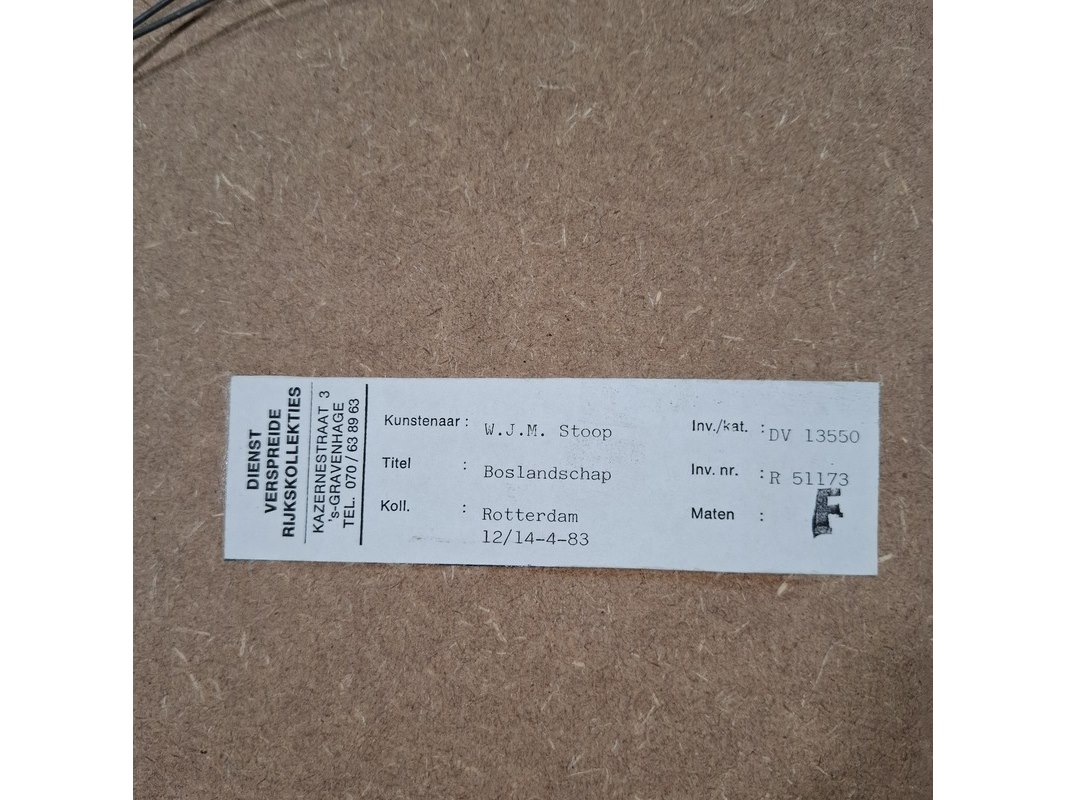 DIENST
VERSPREIDE
RIJKSKOLLEKTIES
KAZERNESTRAAT 3
's-GRAVENHAGE
TEL. 070 / 63 89 63
Kunstenaar : W.J.M. Stoop
Titel : Boslandschap
Koll. : Rotterdam
12/14-4-83
Inv./kat. : DV 13550
Inv. nr. : R 51173
Maten :
F